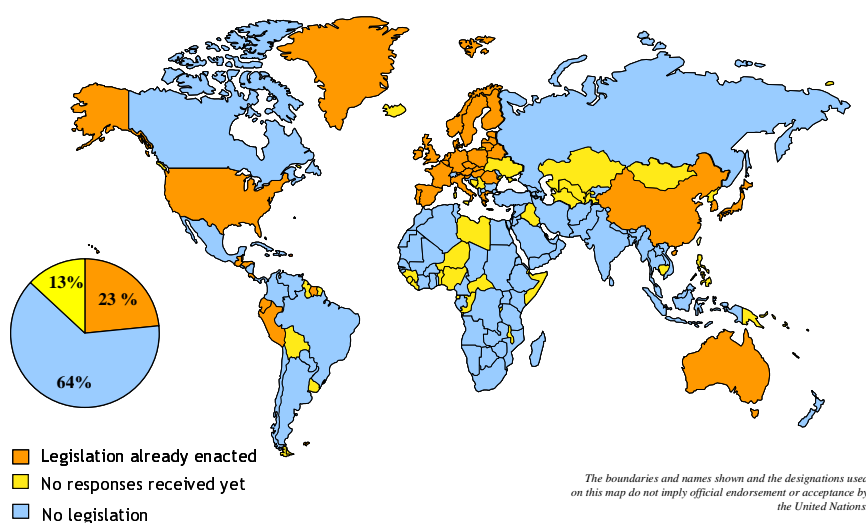 13%
23 %
64%
Legislation already enacted
No responses received yet
No legislation
The boundaries and names shown and the designations used
on this map do not imply official endorsement or acceptance by
the United Nations.